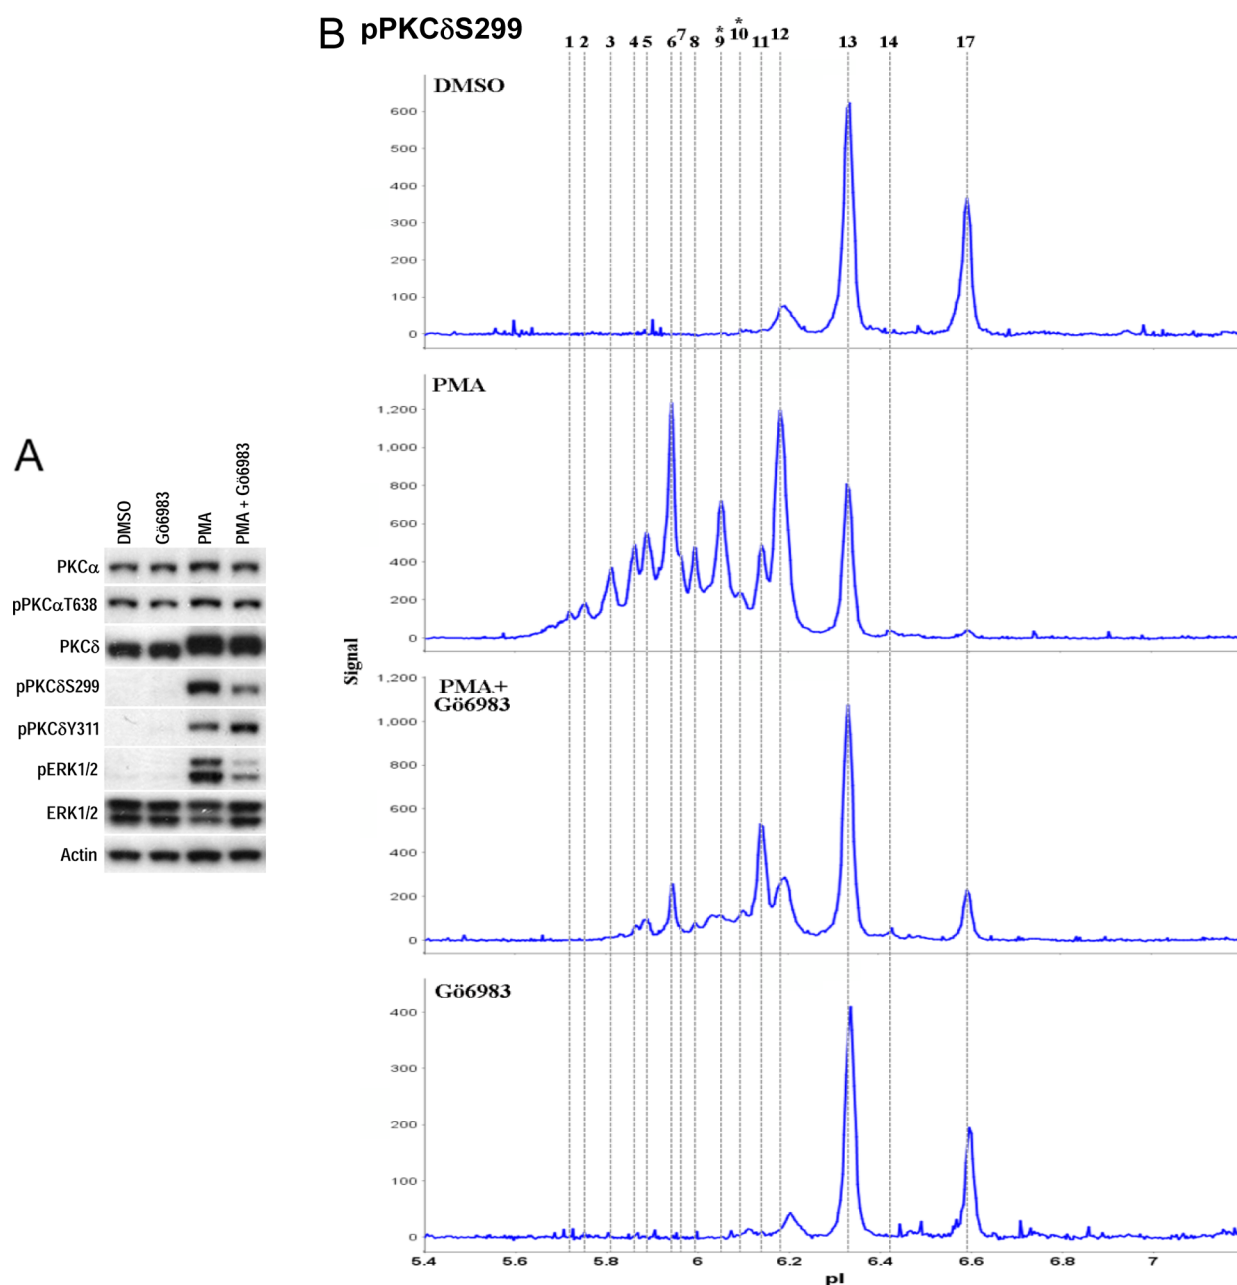 B pPKCδS299
1 2 3 4 5 6 7 8 * 9 * 10 11 12 13 14 17
DMSO
600
500
400
300
200
100
0
PMA
1,200
1,000
800
600
400
200
0
Signal
PMA+
Gö6983
1,200
1,000
800
600
400
200
0
Gö6983
400
300
200
100
0
5.4 5.6 5.8 6 6.2 6.4 6.6 6.8 7
pI
A
DMSO Gö6983 PMA PMA + Gö6983
PKCα
pPKCαT638
PKCδ
pPKCδS299
pPKCδY311
pERK1/2
ERK1/2
Actin